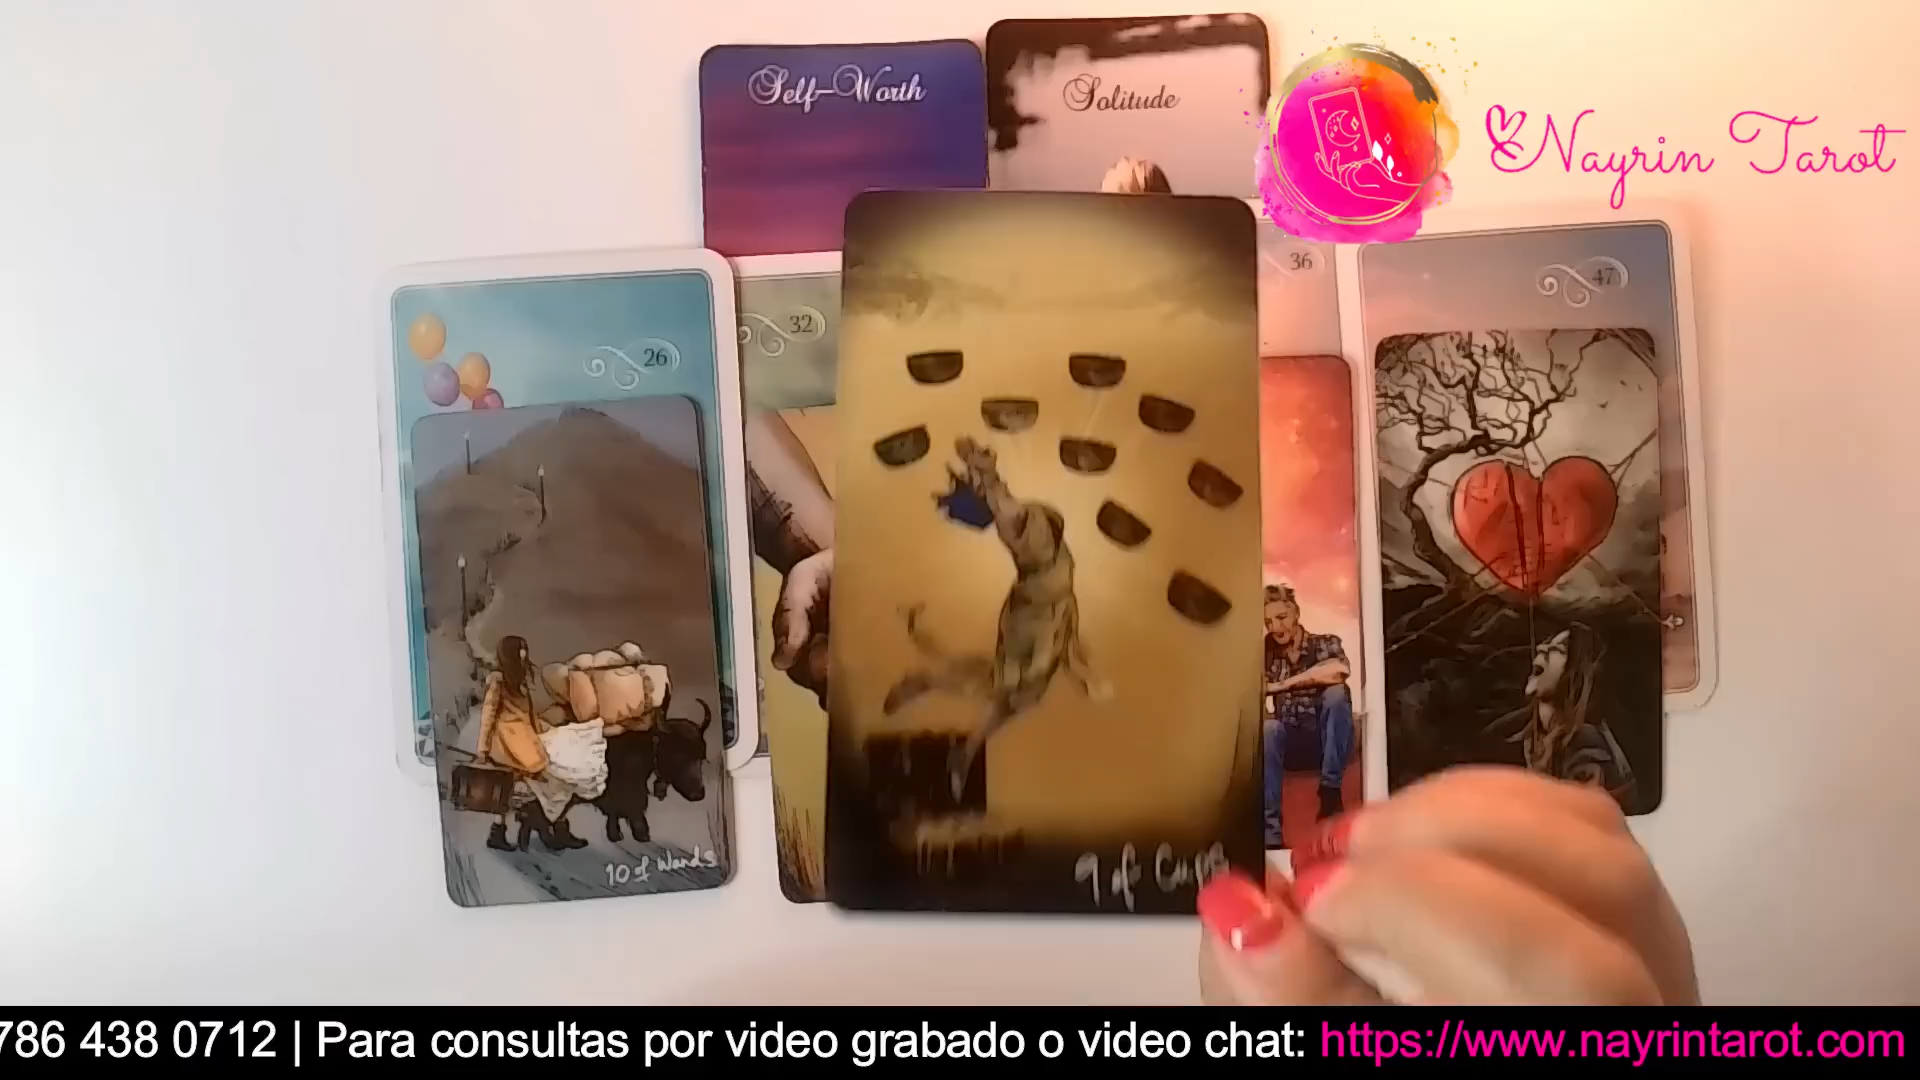 Self-Worth
Solitude
Nayrin Tarot
36
47
32
26
10 of Wands
9 of Cups
786 438 0712 | Para consultas por video grabado o video chat: https://www.nayrintarot.com